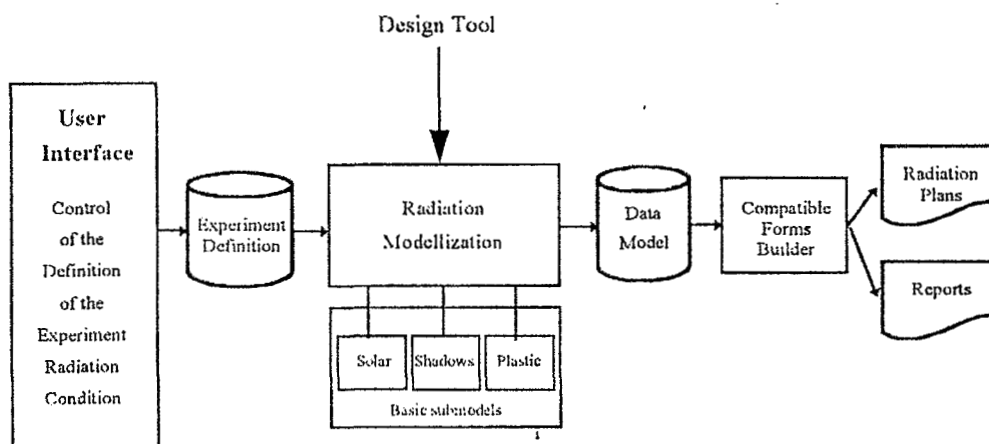 Design Tool
User
Interface
Control
of the
Definition
of the
Experiment
Radiation
Condition
Experiment
Definition
Radiation
Modellization
Solar
Shadows
Plastic
Basic submodels
Data
Model
Compatible
Forms
Builder
Radiation
Plans
Reports